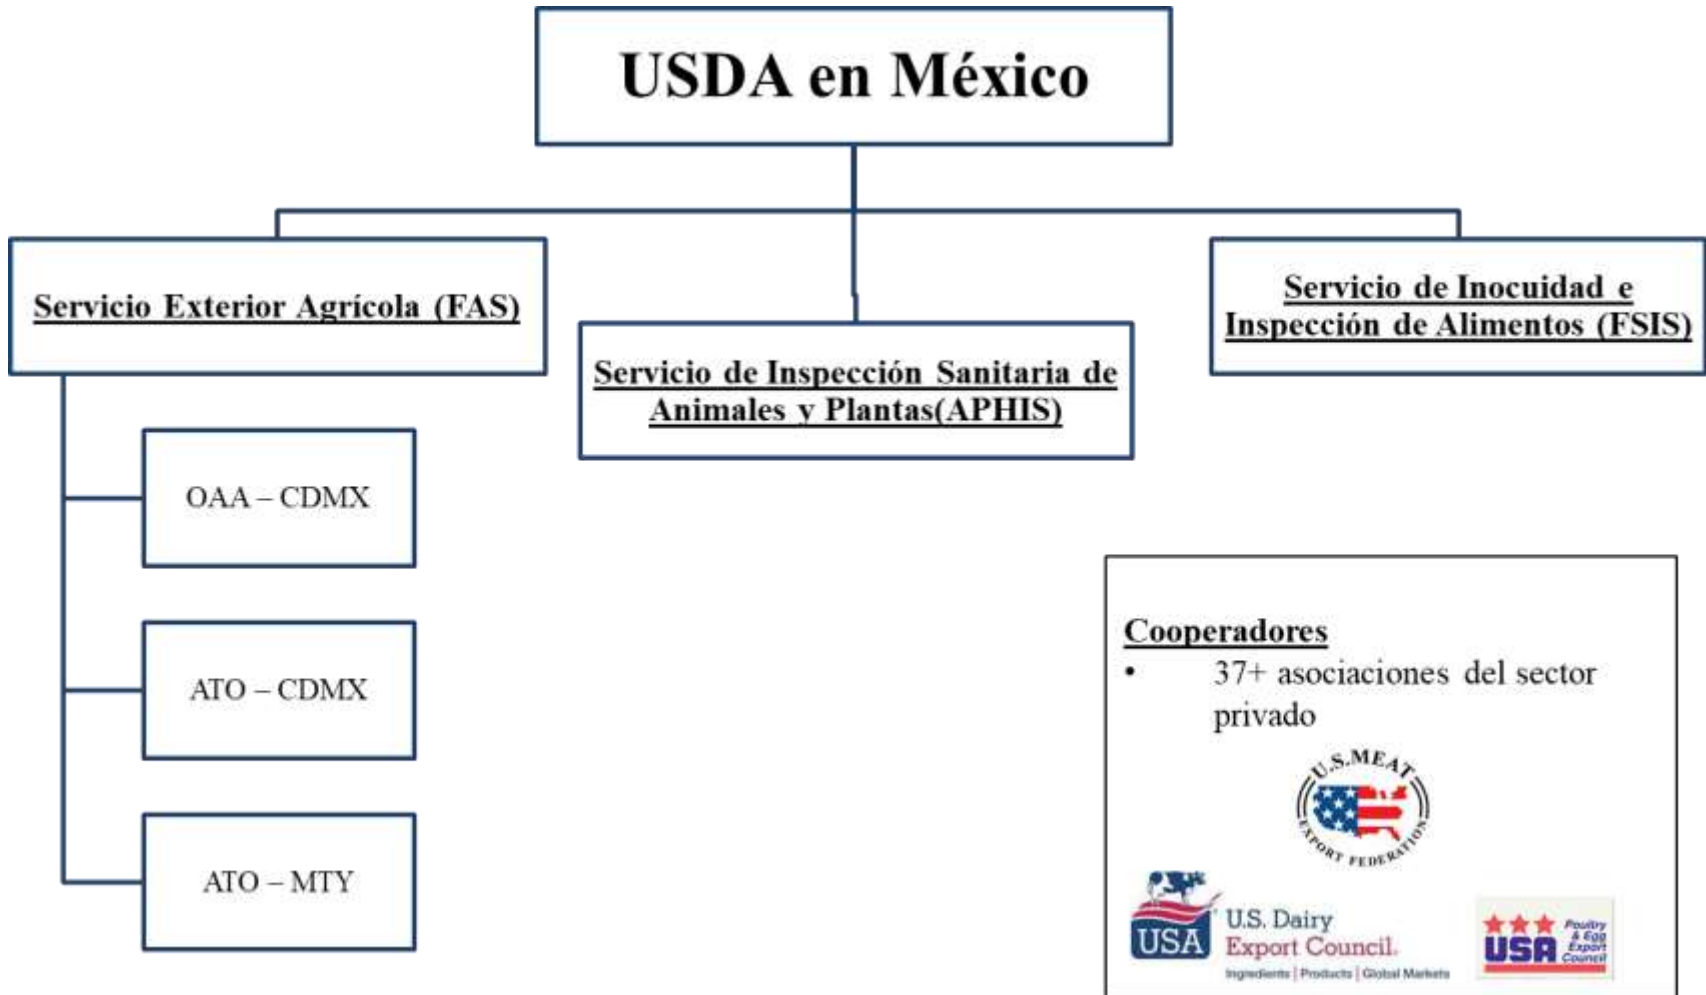 USDA en México
Servicio Exterior Agrícola (FAS)
Servicio de Inspección Sanitaria de
Animales y Plantas(APHIS)
Servicio de Inocuidad e
Inspección de Alimentos (FSIS)
OAA – CDMX
ATO – CDMX
ATO – MTY
Cooperadores
• 37+ asociaciones del sector
privado
U.S.MEAT
EXPORT FEDERATION
USA
U.S. Dairy
Export Council.
Ingredients | Products | Global Markets
USA
Poultry
& Egg
Export
Council